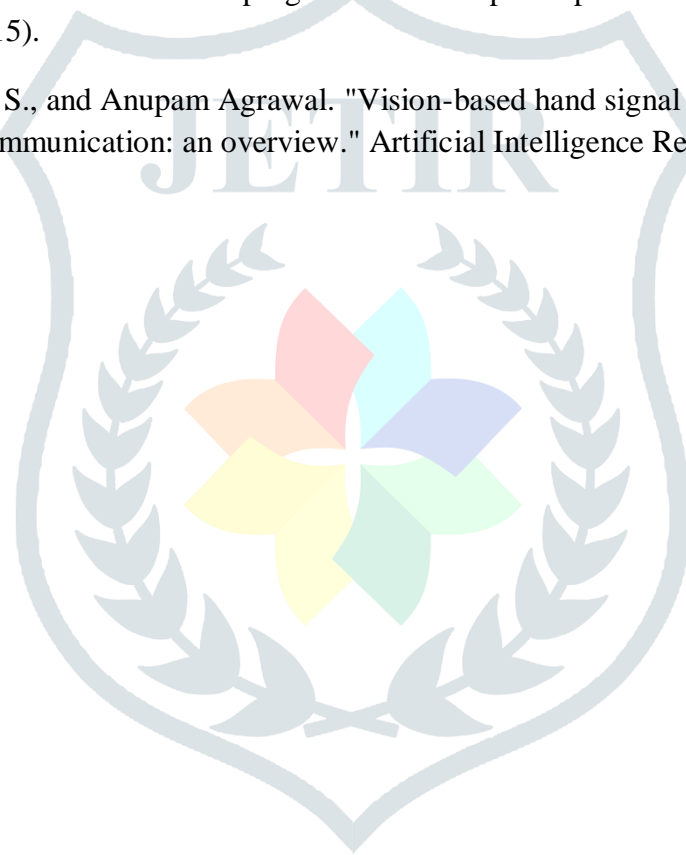 15).
S., and Anupam Agrawal. "Vision-based hand signal
mmunication: an overview." Artificial Intelligence Re
JETIR